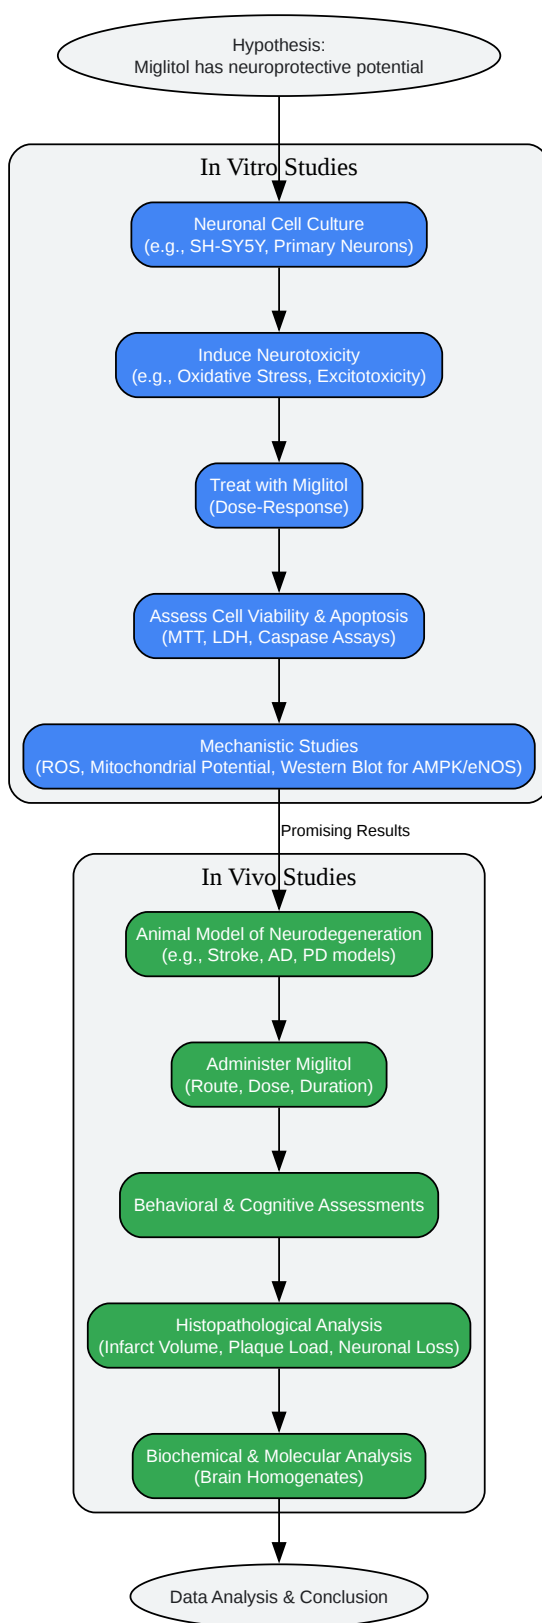 Hypothesis:
Miglitol has neuroprotective potential
In Vitro Studies
Neuronal Cell Culture
(e.g., SH-SY5Y, Primary Neurons)
Induce Neurotoxicity
(e.g., Oxidative Stress, Excitotoxicity)
Treat with Miglitol
(Dose-Response)
Assess Cell Viability & Apoptosis
(MTT, LDH, Caspase Assays)
Mechanistic Studies
(ROS, Mitochondrial Potential, Western Blot for AMPK/eNOS)
Promising Results
In Vivo Studies
Animal Model of Neurodegeneration
(e.g., Stroke, AD, PD models)
Administer Miglitol
(Route, Dose, Duration)
Behavioral & Cognitive Assessments
Histopathological Analysis
(Infarct Volume, Plaque Load, Neuronal Loss)
Biochemical & Molecular Analysis
(Brain Homogenates)
Data Analysis & Conclusion